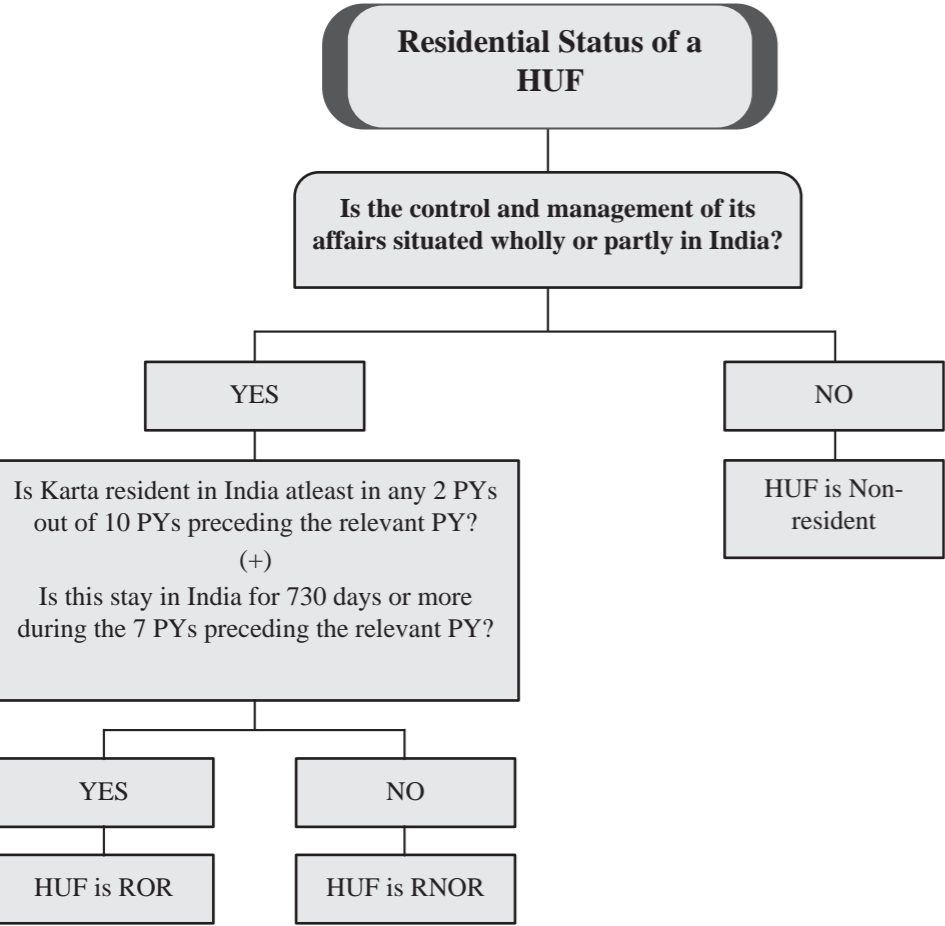 Residential Status of a
HUF
Is the control and management of its
affairs situated wholly or partly in India?
YES
NO
Is Karta resident in India atleast in any 2 PYs
out of 10 PYs preceding the relevant PY?
(+)
Is this stay in India for 730 days or more
during the 7 PYs preceding the relevant PY?
HUF is Non-
resident
YES
NO
HUF is ROR
HUF is RNOR